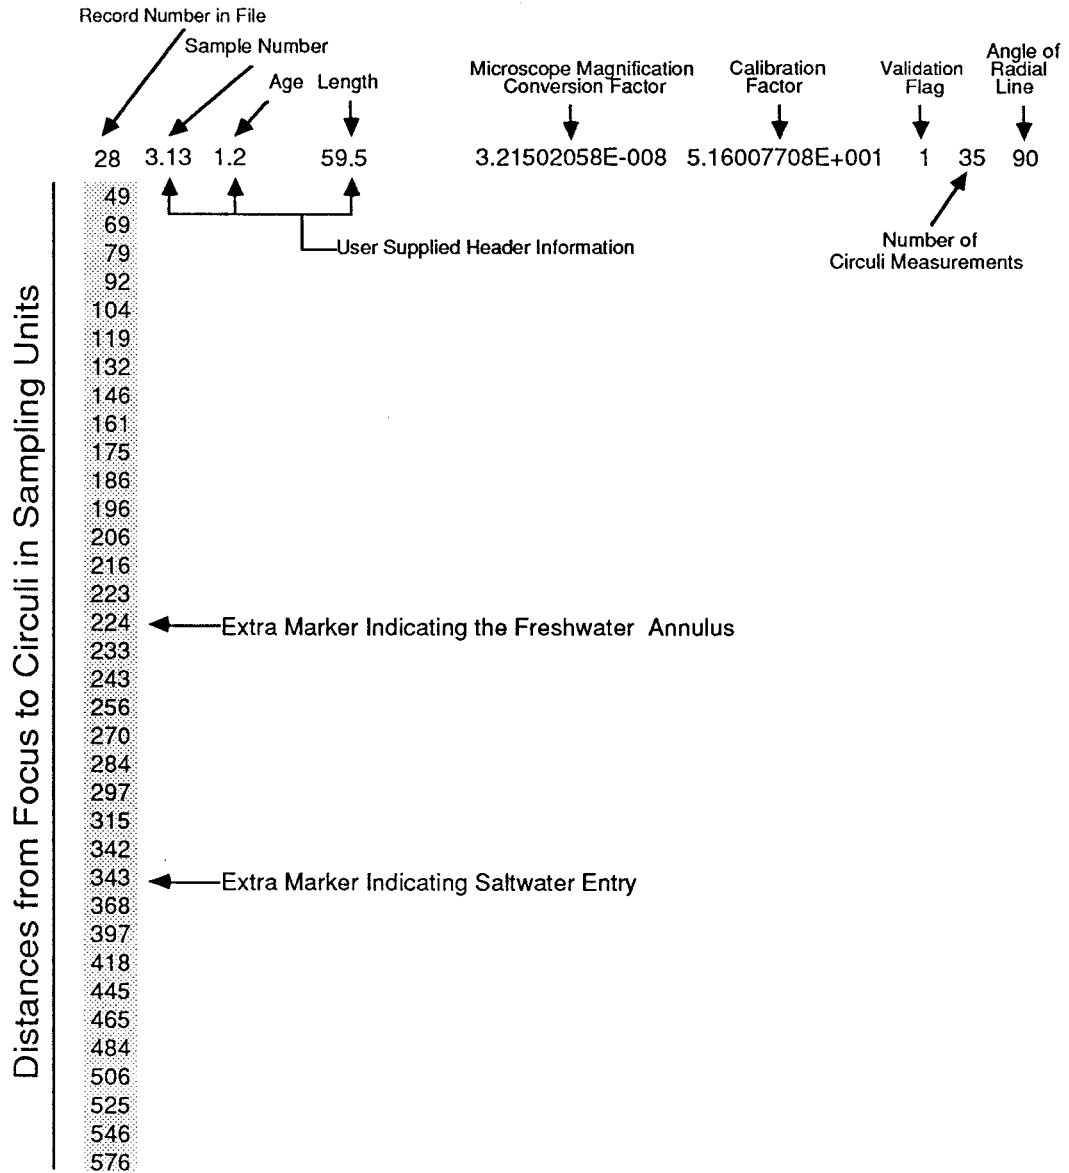 Record Number in File
Sample Number
Age Length
Microscope Magnification
Conversion Factor
Calibration
Factor
Validation
Flag
Angle of
Radial
Line
28 3.13 1.2 59.5 3.21502058E-008 5.16007708E+001 1 35 90
User Supplied Header Information
Number of
Circuli Measurements
Distances from Focus to Circuli in Sampling Units
49
69
79
92
104
119
132
146
161
175
186
196
206
216
223
224 Extra Marker Indicating the Freshwater Annulus
233
243
256
270
284
297
315
342
343 Extra Marker Indicating Saltwater Entry
368
397
418
445
465
484
506
525
546
576